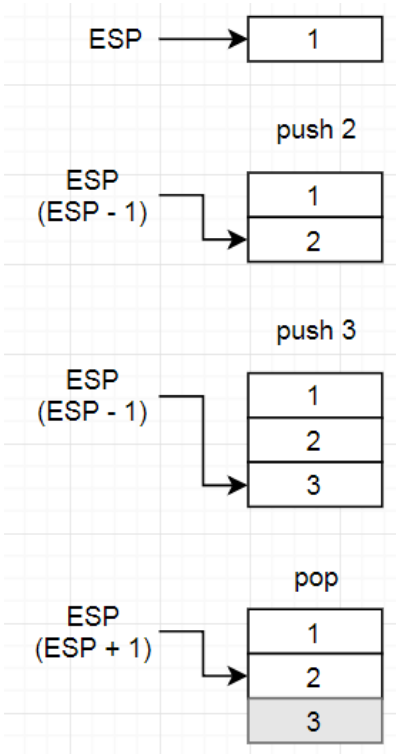 ESP
1
push 2
ESP
(ESP - 1)
1
2
push 3
ESP
(ESP - 1)
1
2
3
pop
ESP
(ESP + 1)
1
2
3